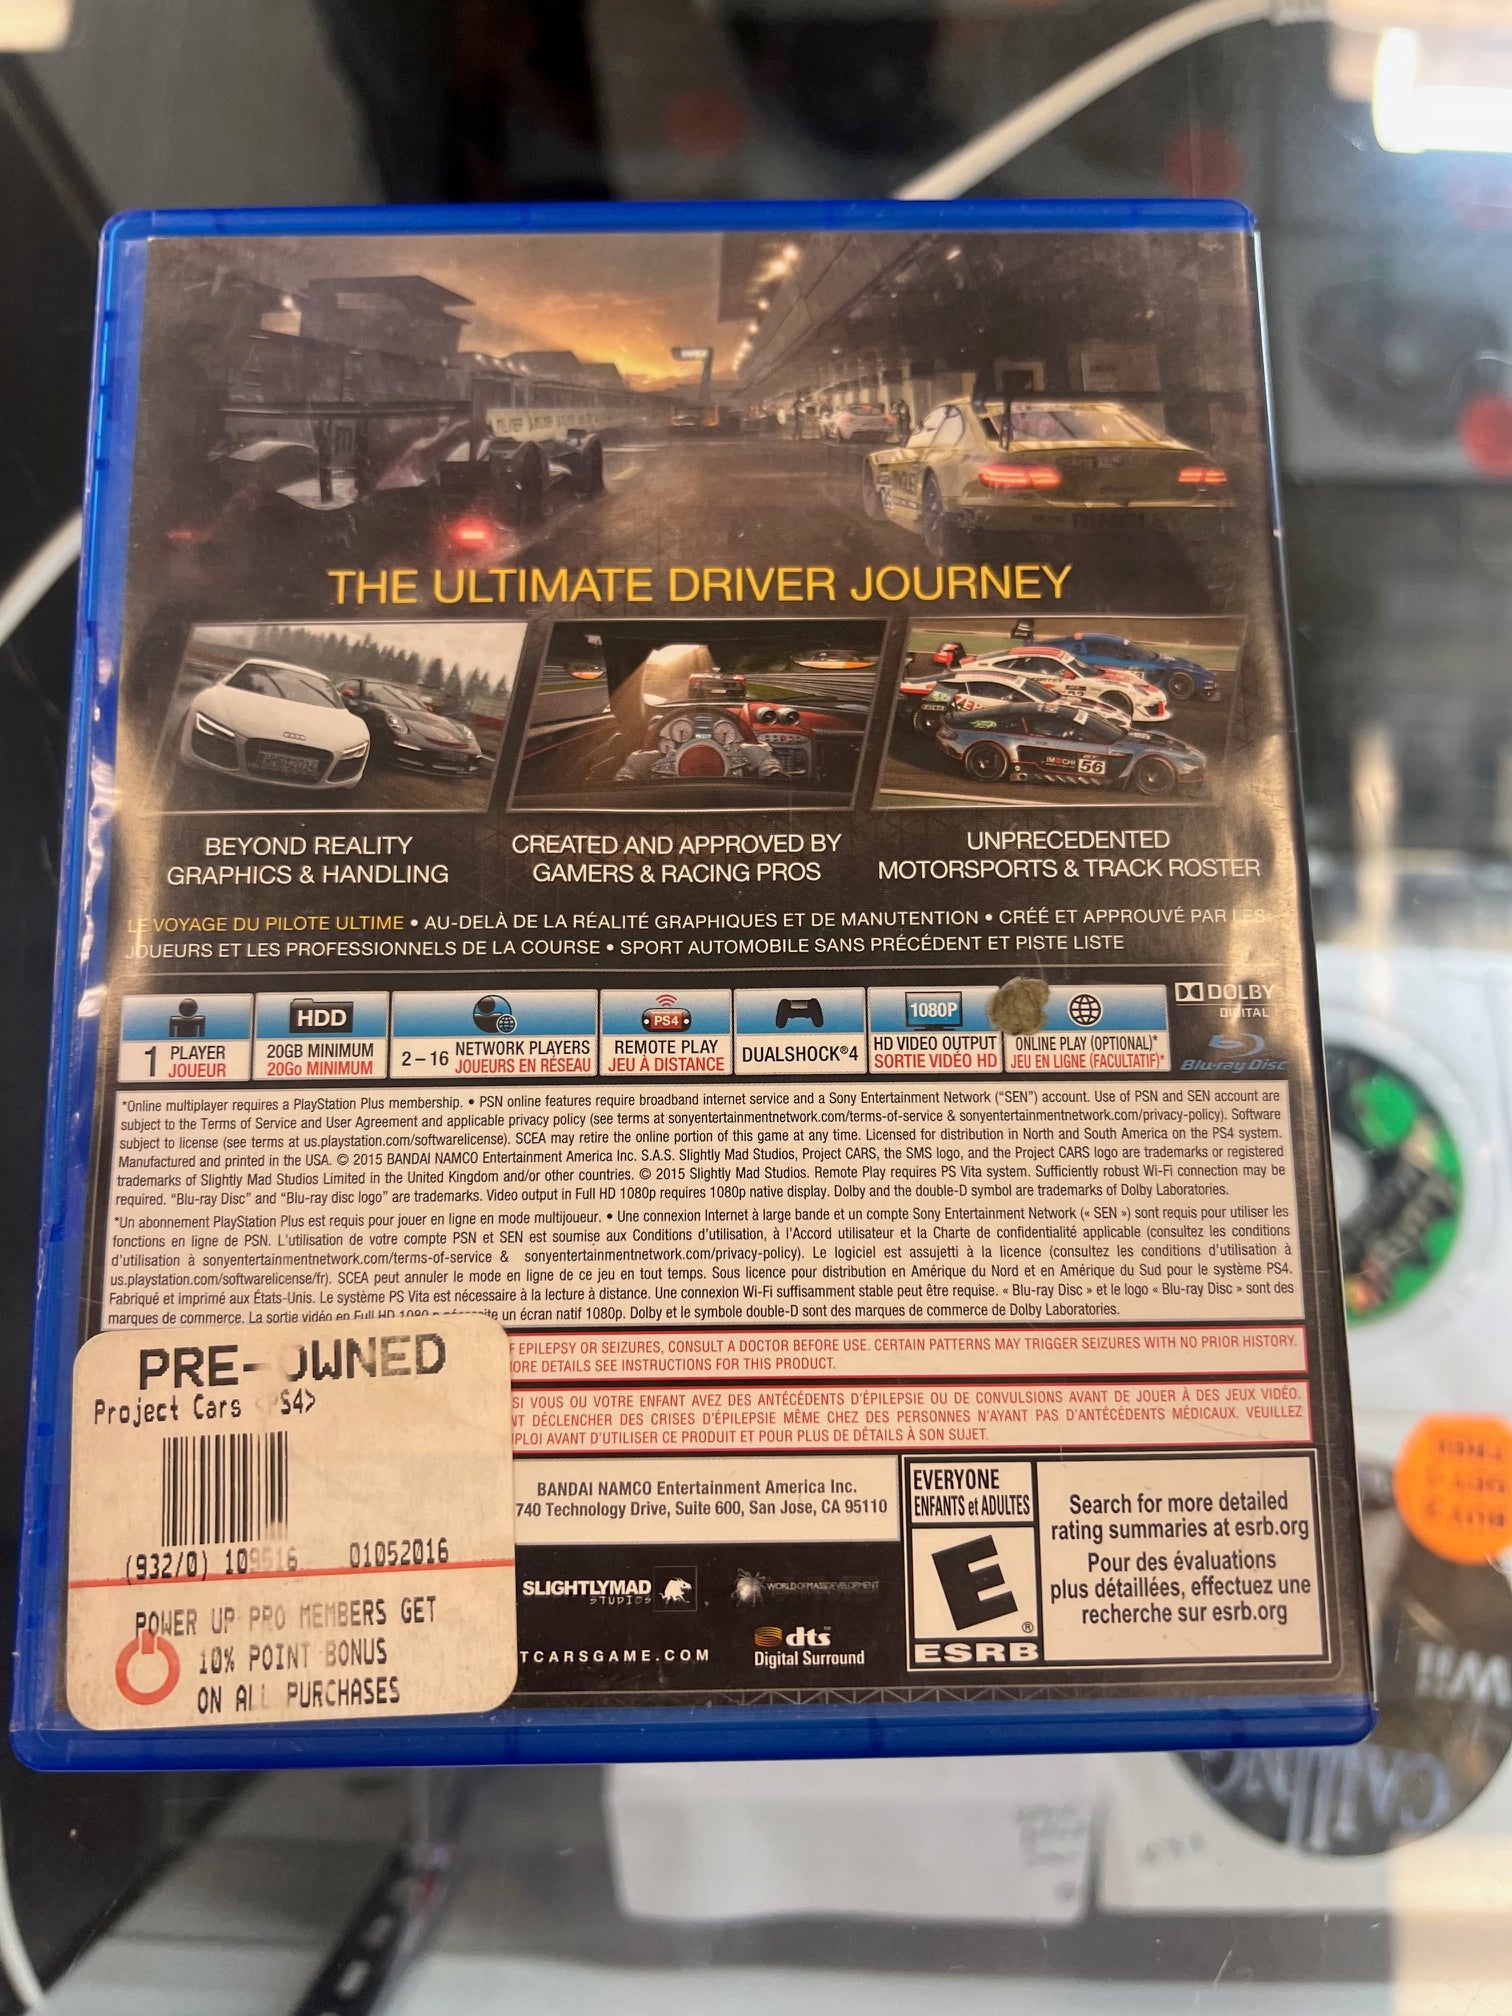 THE ULTIMATE DRIVER JOURNEY
IMOCHI 56
BEYOND REALITY
GRAPHICS & HANDLING
CREATED AND APPROVED BY
GAMERS & RACING PROS
UNPRECEDENTED
MOTORSPORTS & TRACK ROSTER
LE VOYAGE DU PILOTE ULTIME • AU-DELÀ DE LA RÉALITÉ GRAPHIQUES ET DE MANUTENTION • CRÉÉ ET APPROUVÉ PAR LES
JOUEURS ET LES PROFESSIONNELS DE LA COURSE • SPORT AUTOMOBILE SANS PRÉCÉDENT ET PISTE LISTE
1 PLAYER
JOUEUR
HDD
20GB MINIMUM
20Go MINIMUM
2–16 NETWORK PLAYERS
JOUEURS EN RÉSEAU
PS4
REMOTE PLAY
JEU À DISTANCE
DUALSHOCK®4
1080P
HD VIDEO OUTPUT
SORTIE VIDÉO HD
ONLINE PLAY (OPTIONAL)*
JEU EN LIGNE (FACULTATIF)*
DOLBY
DIGITAL
Blu-ray Disc
*Online multiplayer requires a PlayStation Plus membership. • PSN online features require broadband internet service and a Sony Entertainment Network (“SEN”) account. Use of PSN and SEN account are
subject to the Terms of Service and User Agreement and applicable privacy policy (see terms at sonyentertainmentnetwork.com/terms-of-service & sonyentertainmentnetwork.com/privacy-policy). Software
subject to license (see terms at us.playstation.com/softwarelicense). SCEA may retire the online portion of this game at any time. Licensed for distribution in North and South America on the PS4 system.
Manufactured and printed in the USA. © 2015 BANDAI NAMCO Entertainment America Inc. S.A.S. Slightly Mad Studios, Project CARS, the SMS logo, and the Project CARS logo are trademarks or registered
trademarks of Slightly Mad Studios Limited in the United Kingdom and/or other countries. © 2015 Slightly Mad Studios. Remote Play requires PS Vita system. Sufficiently robust Wi-Fi connection may be
required. “Blu-ray Disc” and “Blu-ray disc logo” are trademarks. Video output in Full HD 1080p requires 1080p native display. Dolby and the double-D symbol are trademarks of Dolby Laboratories.
*Un abonnement PlayStation Plus est requis pour jouer en ligne en mode multijoueur. • Une connexion Internet à large bande et un compte Sony Entertainment Network (« SEN ») sont requis pour utiliser les
fonctions en ligne de PSN. L'utilisation de votre compte PSN et SEN est soumise aux Conditions d'utilisation, à l'Accord utilisateur et la Charte de confidentialité applicable (consultez les conditions
d'utilisation à sonyentertainmentnetwork.com/terms-of-service & sonyentertainmentnetwork.com/privacy-policy). Le logiciel est assujetti à la licence (consultez les conditions d'utilisation à
us.playstation.com/softwarelicense/fr). SCEA peut annuler le mode en ligne de ce jeu en tout temps. Sous licence pour distribution en Amérique du Nord et en Amérique du Sud pour le système PS4.
Fabriqué et imprimé aux États-Unis. Le système PS Vita est nécessaire à la lecture à distance. Une connexion Wi-Fi suffisamment stable peut être requise. « Blu-ray Disc » et le logo « Blu-ray Disc » sont des
marques de commerce. La sortie vidéo en Full HD 1080p nécessite un écran natif 1080p. Dolby et le symbole double-D sont des marques de commerce de Dolby Laboratories.
F EPILEPSY OR SEIZURES, CONSULT A DOCTOR BEFORE USE. CERTAIN PATTERNS MAY TRIGGER SEIZURES WITH NO PRIOR HISTORY.
ORE DETAILS SEE INSTRUCTIONS FOR THIS PRODUCT.
SI VOUS OU VOTRE ENFANT AVEZ DES ANTÉCÉDENTS D'ÉPILEPSIE OU DE CONVULSIONS AVANT DE JOUER À DES JEUX VIDÉO.
NT DÉCLENCHER DES CRISES D'ÉPILEPSIE MÊME CHEZ DES PERSONNES N'AYANT PAS D'ANTÉCÉDENTS MÉDICAUX. VEUILLEZ
PLOI AVANT D'UTILISER CE PRODUIT ET POUR PLUS DE DÉTAILS À SON SUJET.
PRE-OWNED
Project Cars <PS4>
(932/0) 109516 01052016
POWER UP PRO MEMBERS GET
10% POINT BONUS
ON ALL PURCHASES
BANDAI NAMCO Entertainment America Inc.
740 Technology Drive, Suite 600, San Jose, CA 95110
SLIGHTLYMAD
STUDIOS
WORLDOFMASSDEVELOPMENT
TCARSGAME.COM
dts
Digital Surround
EVERYONE
ENFANTS et ADULTES
E
®
ESRB
Search for more detailed
rating summaries at esrb.org
Pour des évaluations
plus détaillées, effectuez une
recherche sur esrb.org
Wii
CALLING